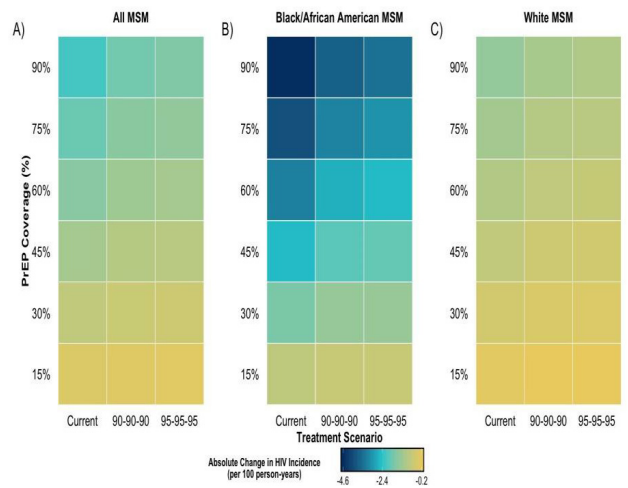 All MSM
Black/African American MSM
White MSM
A)
B)
C)
PrEP Coverage (%)
90%
90%
90%
75%
75%
75%
60%
60%
60%
45%
45%
45%
30%
30%
30%
15%
15%
15%
Current 90-90-90 95-95-95
Current 90-90-90 95-95-95
Current 90-90-90 95-95-95
Treatment Scenario
Absolute Change in HIV Incidence
(per 100 person-years)
-4.6 -2.4 -0.2